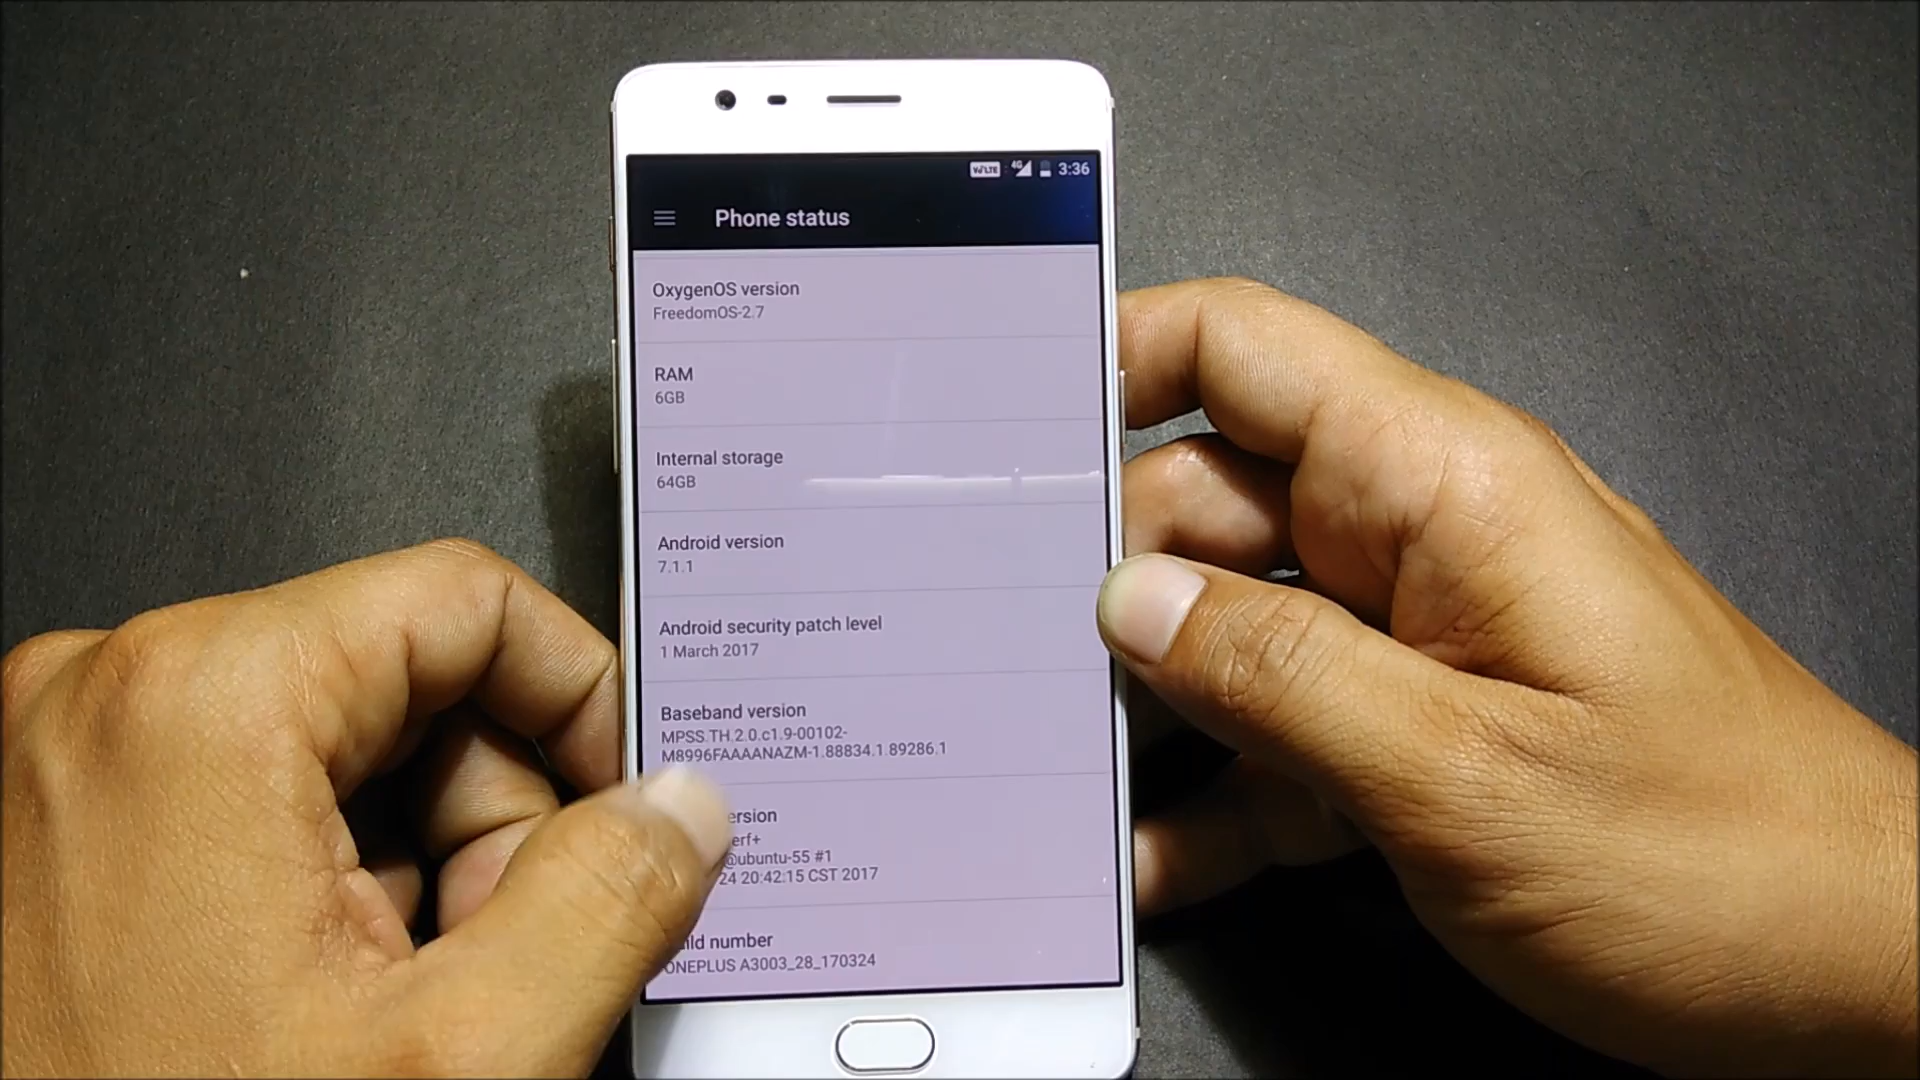 VoLTE 4G 3:36
Phone status
OxygenOS version
FreedomOS-2.7
RAM
6GB
Internal storage
64GB
Android version
7.1.1
Android security patch level
1 March 2017
Baseband version
MPSS.TH.2.0.c1.9-00102-
M8996FAAAANAZM-1.88834.1.89286.1
ersion
erf+
@ubuntu-55 #1
24 20:42:15 CST 2017
ild number
ONEPLUS A3003_28_170324